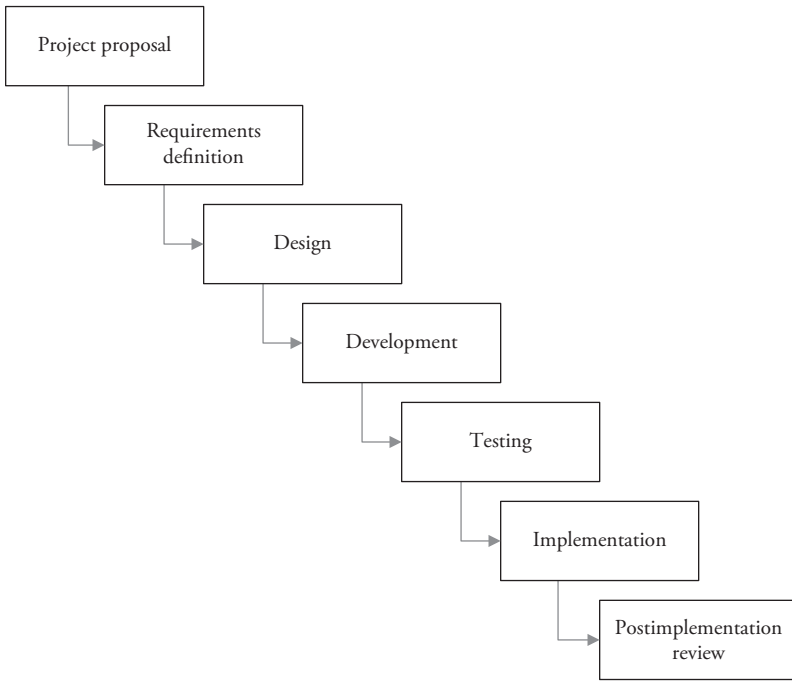 Project proposal
Requirements
definition
Design
Development
Testing
Implementation
Postimplementation
review